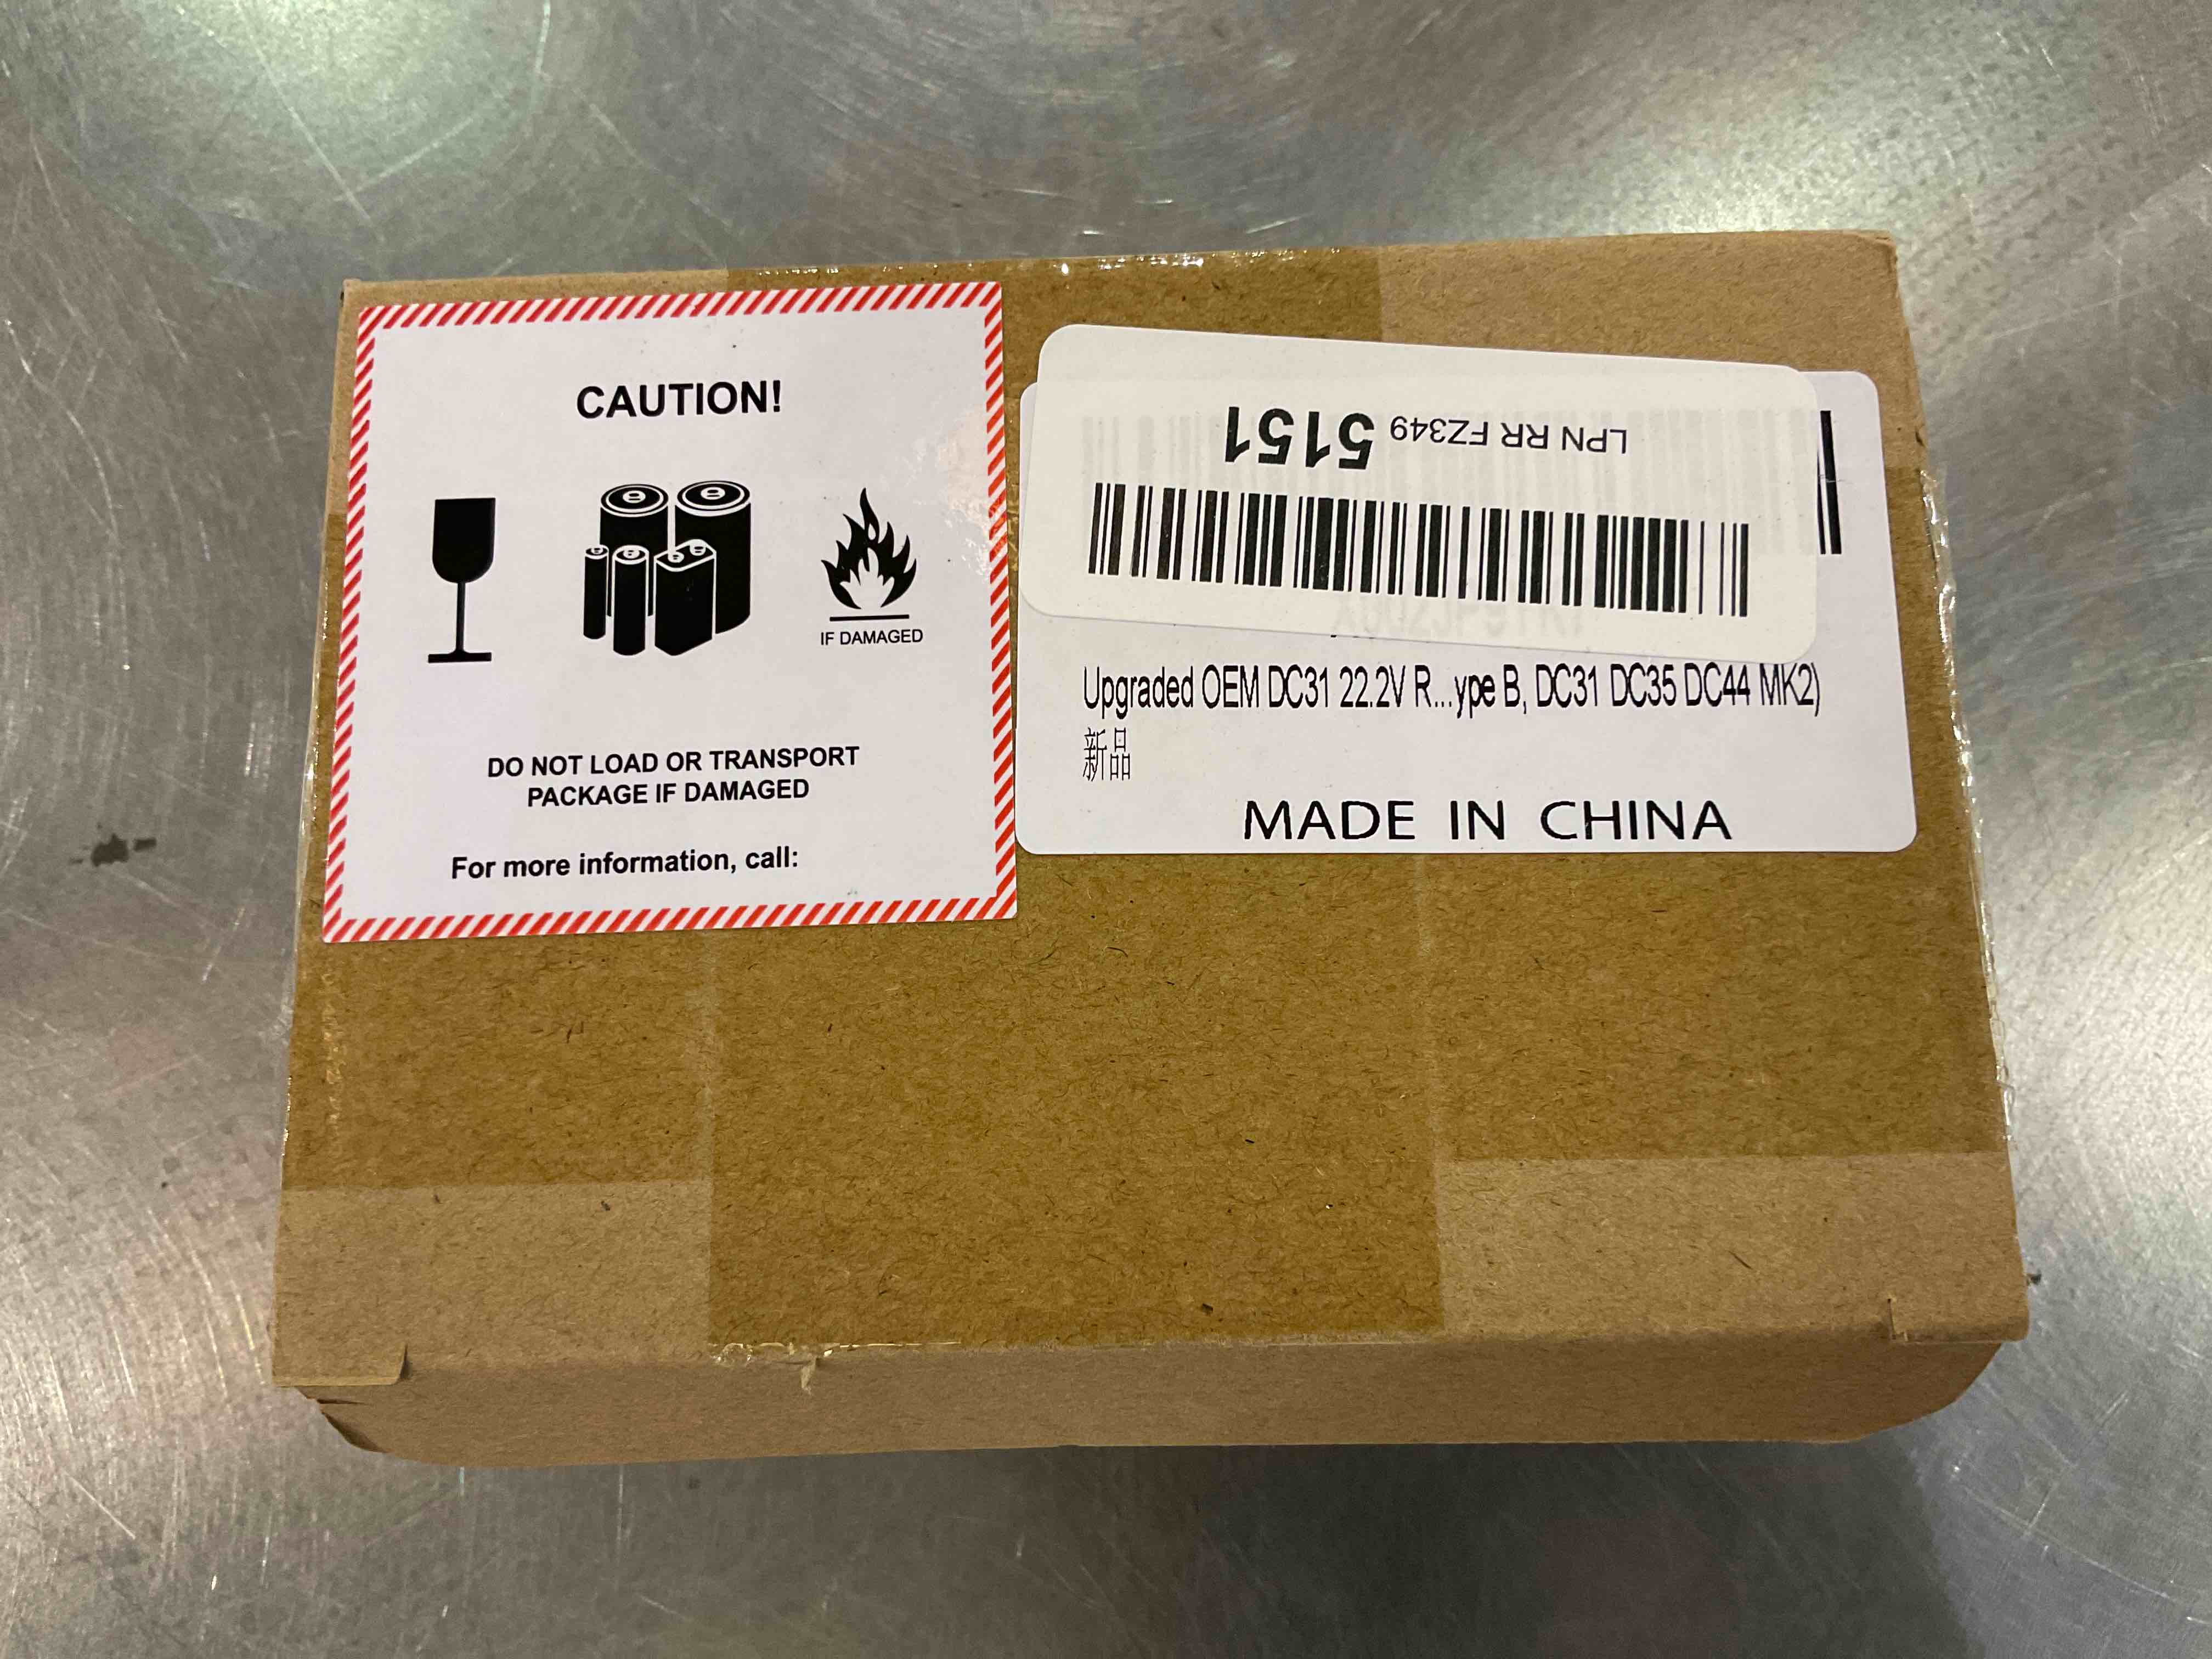 CAUTION!
IF DAMAGED
DO NOT LOAD OR TRANSPORT
PACKAGE IF DAMAGED
For more information, call:
LPN RR FZ349 5151
Upgraded OEM DC31 22.2V R...ype B, DC31 DC35 DC44 MK2)
新品
MADE IN CHINA